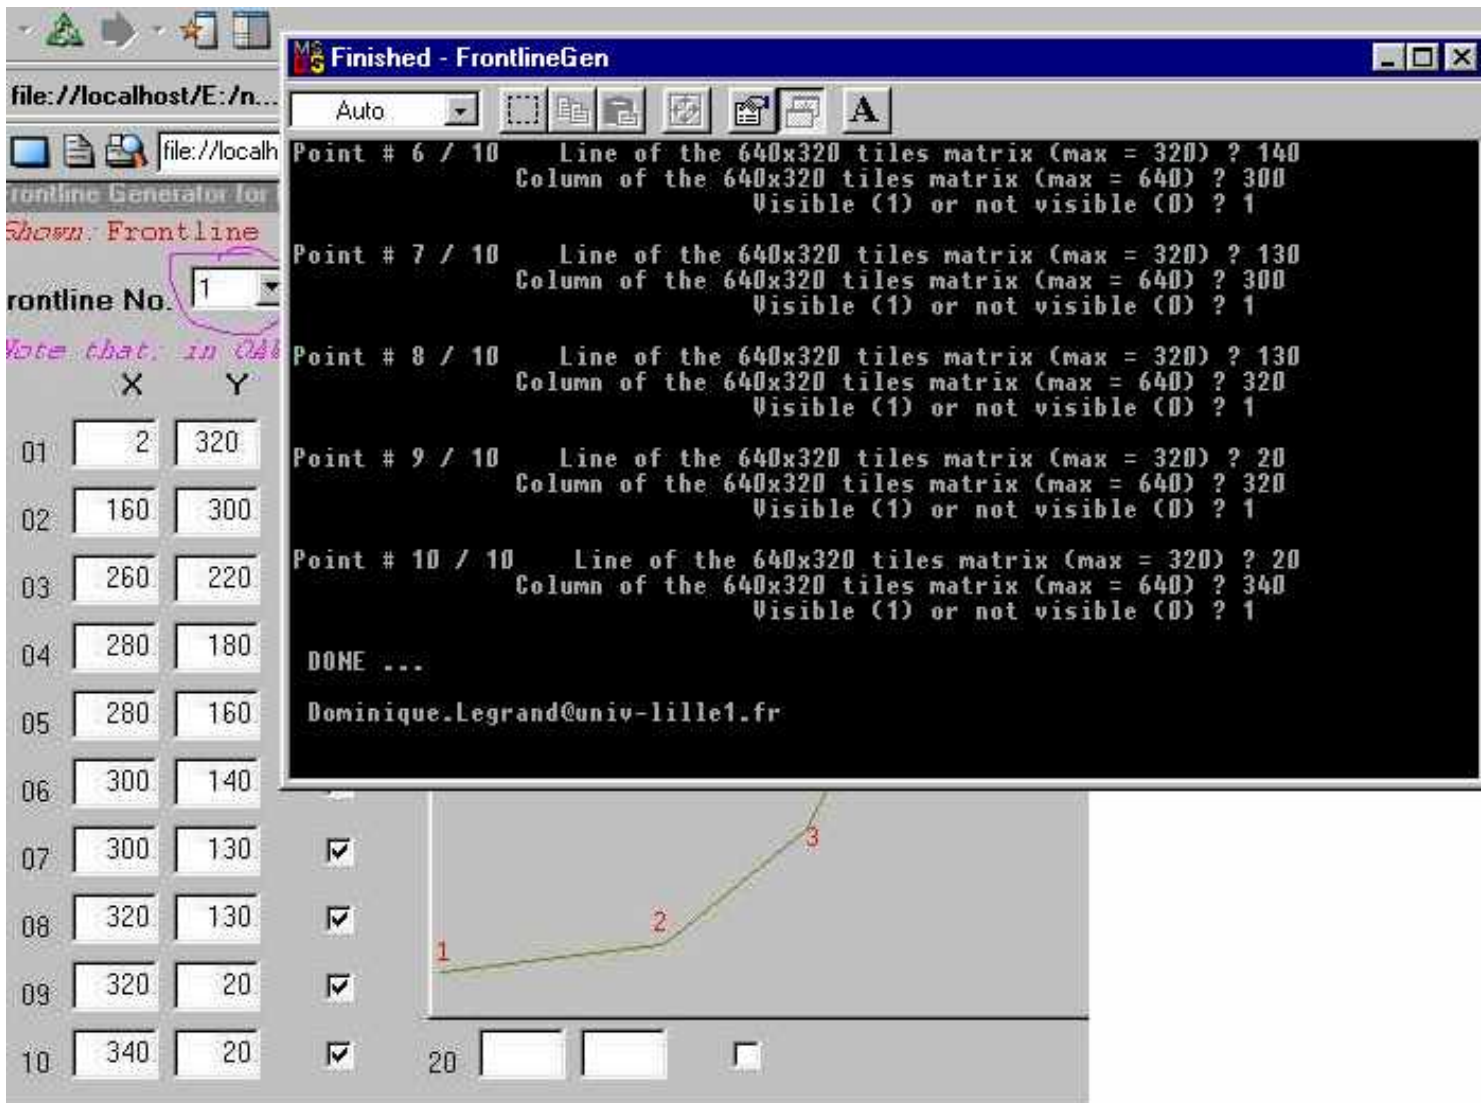 Finished - FrontlineGen
file://localhost/E:/n...
Auto
A
file://localh
rontline Generator for
Shown: Frontline
rontline No. 1
Note that: in
X Y
01 2 320
02 160 300
03 260 220
04 280 180
05 280 160
06 300 140
07 300 130
08 320 130
09 320 20
10 340 20
Point # 6 / 10 Line of the 640x320 tiles matrix (max = 320) ? 140
Column of the 640x320 tiles matrix (max = 640) ? 300
Visible (1) or not visible (0) ? 1
Point # 7 / 10 Line of the 640x320 tiles matrix (max = 320) ? 130
Column of the 640x320 tiles matrix (max = 640) ? 300
Visible (1) or not visible (0) ? 1
Point # 8 / 10 Line of the 640x320 tiles matrix (max = 320) ? 130
Column of the 640x320 tiles matrix (max = 640) ? 320
Visible (1) or not visible (0) ? 1
Point # 9 / 10 Line of the 640x320 tiles matrix (max = 320) ? 20
Column of the 640x320 tiles matrix (max = 640) ? 320
Visible (1) or not visible (0) ? 1
Point # 10 / 10 Line of the 640x320 tiles matrix (max = 320) ? 20
Column of the 640x320 tiles matrix (max = 640) ? 340
Visible (1) or not visible (0) ? 1
DONE ...
Dominique.Legrand@univ-lille1.fr
3
2
1
20